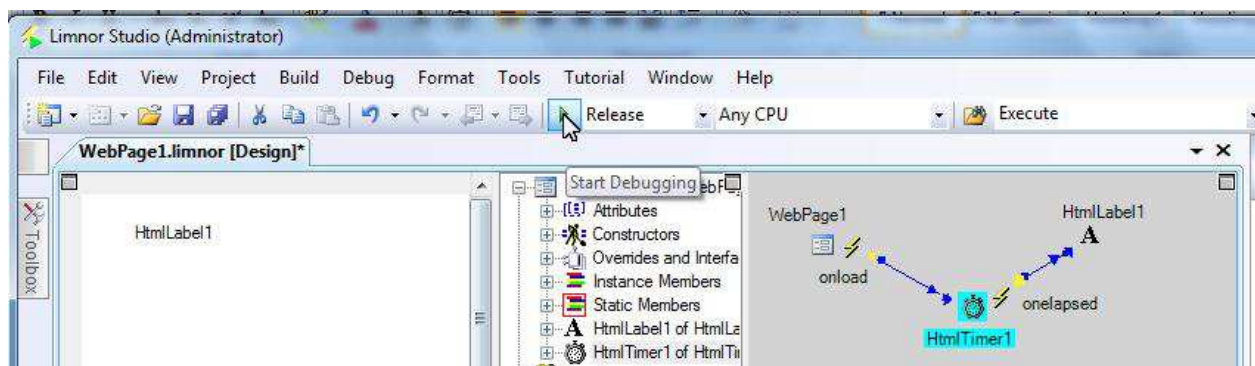 Limnor Studio (Administrator)
File Edit View Project Build Debug Format Tools Tutorial Window Help
Release Any CPU Execute
WebPage1.limnor [Design]*
Toolbox
HtmlLabel1
Start Debugging
Attributes
Constructors
Overrides and Interfa
Instance Members
Static Members
HtmlLabel1 of HtmlLa
HtmlTimer1 of HtmlTi
WebPage1
onload
HtmlTimer1
onelapsed
HtmlLabel1
A